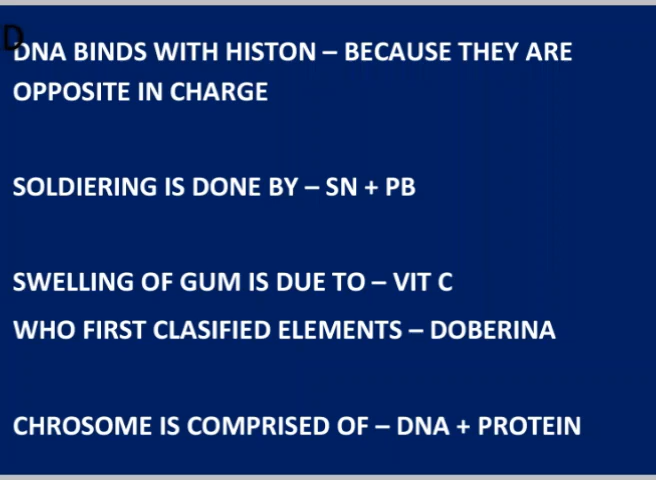 D
DNA BINDS WITH HISTON – BECAUSE THEY ARE
OPPOSITE IN CHARGE
SOLDIERING IS DONE BY – SN + PB
SWELLING OF GUM IS DUE TO – VIT C
WHO FIRST CLASIFIED ELEMENTS – DOBERINA
CHROSOME IS COMPRISED OF – DNA + PROTEIN